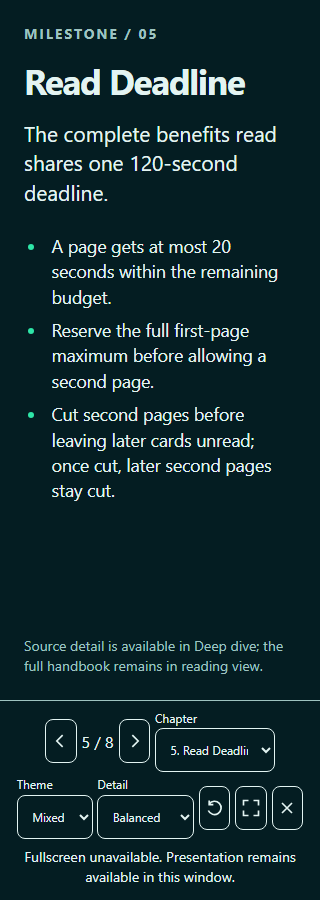 MILESTONE / 05
Read Deadline
The complete benefits read
shares one 120-second
deadline.
• A page gets at most 20
seconds within the remaining
budget.
• Reserve the full first-page
maximum before allowing a
second page.
• Cut second pages before
leaving later cards unread;
once cut, later second pages
stay cut.
Source detail is available in Deep dive; the
full handbook remains in reading view.
Chapter
5 / 8
5. Read Deadli
Theme
Detail
Mixed
Balanced
Fullscreen unavailable. Presentation remains
available in this window.